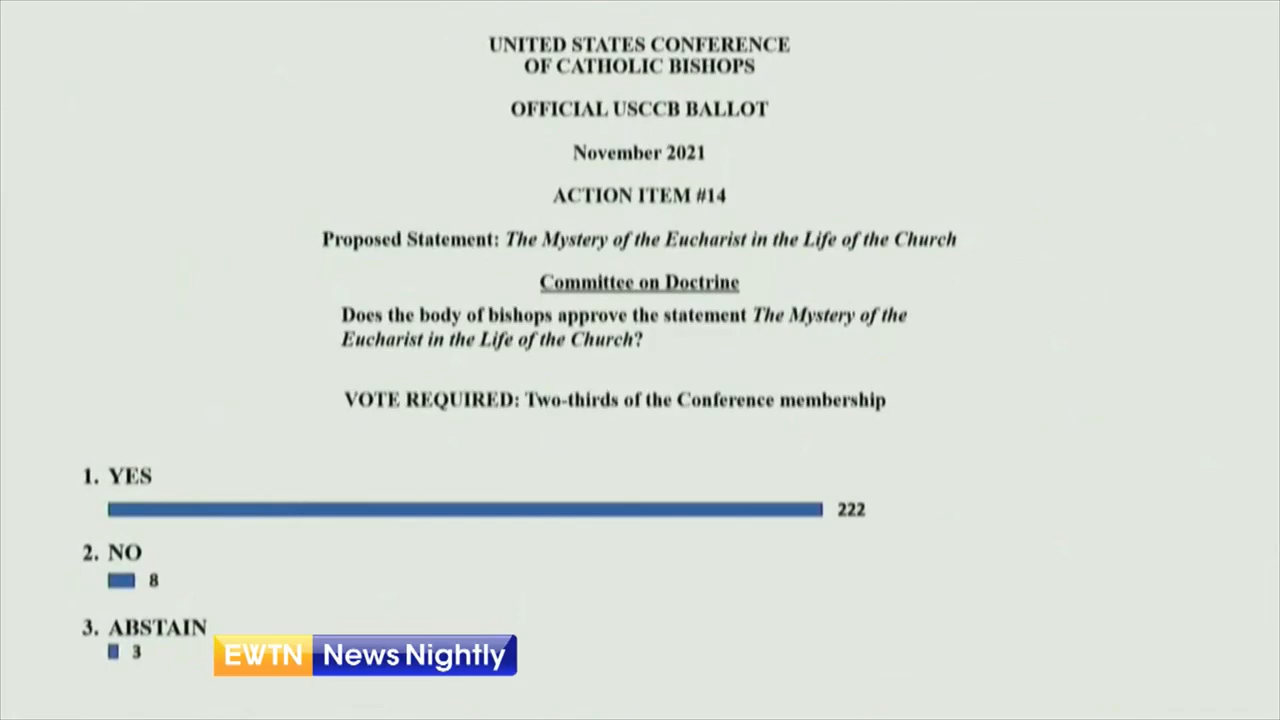 UNITED STATES CONFERENCE
OF CATHOLIC BISHOPS
OFFICIAL USCCB BALLOT
November 2021
ACTION ITEM #14
Proposed Statement: The Mystery of the Eucharist in the Life of the Church
Committee on Doctrine
Does the body of bishops approve the statement The Mystery of the
Eucharist in the Life of the Church?
VOTE REQUIRED: Two-thirds of the Conference membership
1. YES
222
2. NO
8
3. ABSTAIN
3
EWTN News Nightly